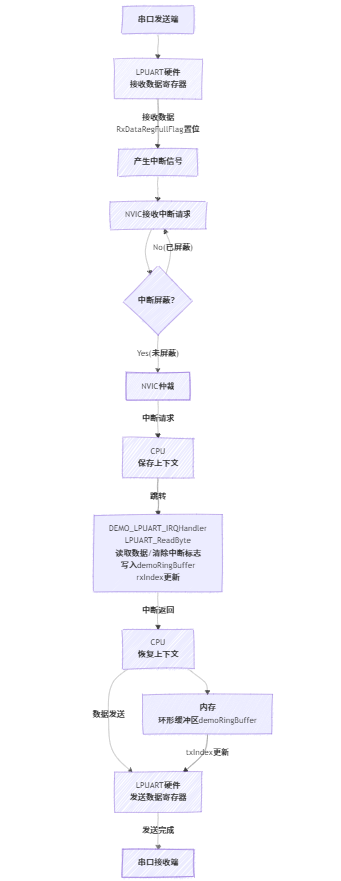 串口发送端
LPUART硬件
接收数据寄存器
接收数据
RxDataRegFullFlag置位
产生中断信号
NVIC接收中断请求
No(已屏蔽)
中断屏蔽?
Yes(未屏蔽)
NVIC仲裁
中断请求
CPU
保存上下文
跳转
DEMO_LPUART_IRQHandler
LPUART_ReadByte
读取数据/清除中断标志
写入demoRingBuffer
rxIndex更新
中断返回
CPU
恢复上下文
内存
环形缓冲区demoRingBuffer
数据发送
txIndex更新
LPUART硬件
发送数据寄存器
发送完成
串口接收端